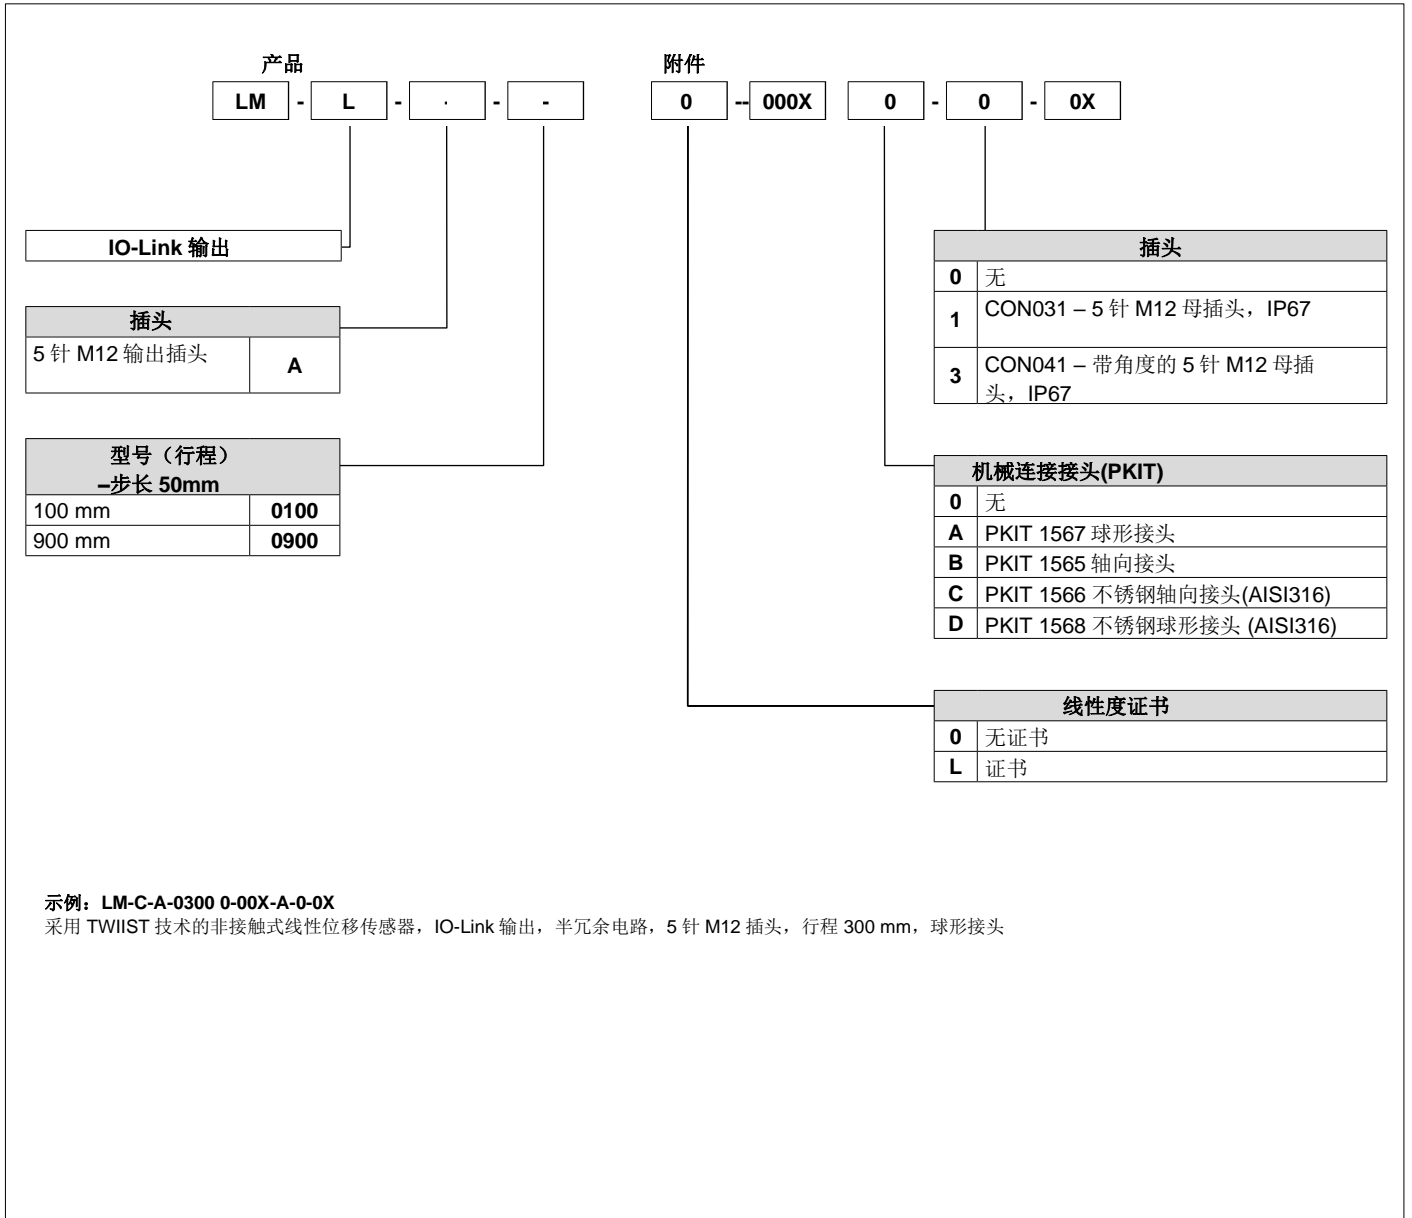 产品
附件
LM - L - · - -
0 -- 000X 0 - 0 - 0X
IO-Link 输出
插头
5 针 M12 输出插头 A
型号（行程）
–步长 50mm
100 mm 0100
900 mm 0900
插头
0 无
1 CON031 – 5 针 M12 母插头，IP67
3 CON041 – 带角度的 5 针 M12 母插
头，IP67
机械连接接头(PKIT)
0 无
A PKIT 1567 球形接头
B PKIT 1565 轴向接头
C PKIT 1566 不锈钢轴向接头(AISI316)
D PKIT 1568 不锈钢球形接头 (AISI316)
线性度证书
0 无证书
L 证书
示例：LM-C-A-0300 0-00X-A-0-0X
采用 TWIIST 技术的非接触式线性位移传感器，IO-Link 输出，半冗余电路，5 针 M12 插头，行程 300 mm，球形接头